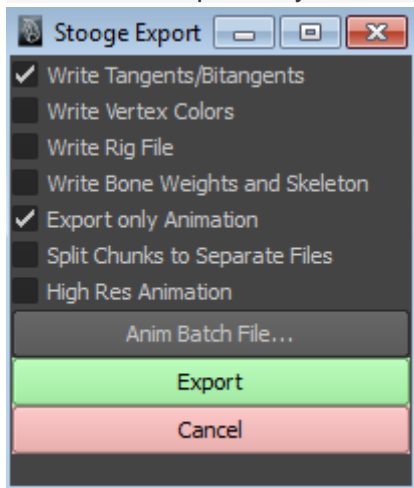 Stooge Export
Write Tangents/Bitangents
Write Vertex Colors
Write Rig File
Write Bone Weights and Skeleton
Export only Animation
Split Chunks to Separate Files
High Res Animation
Anim Batch File...
Export
Cancel